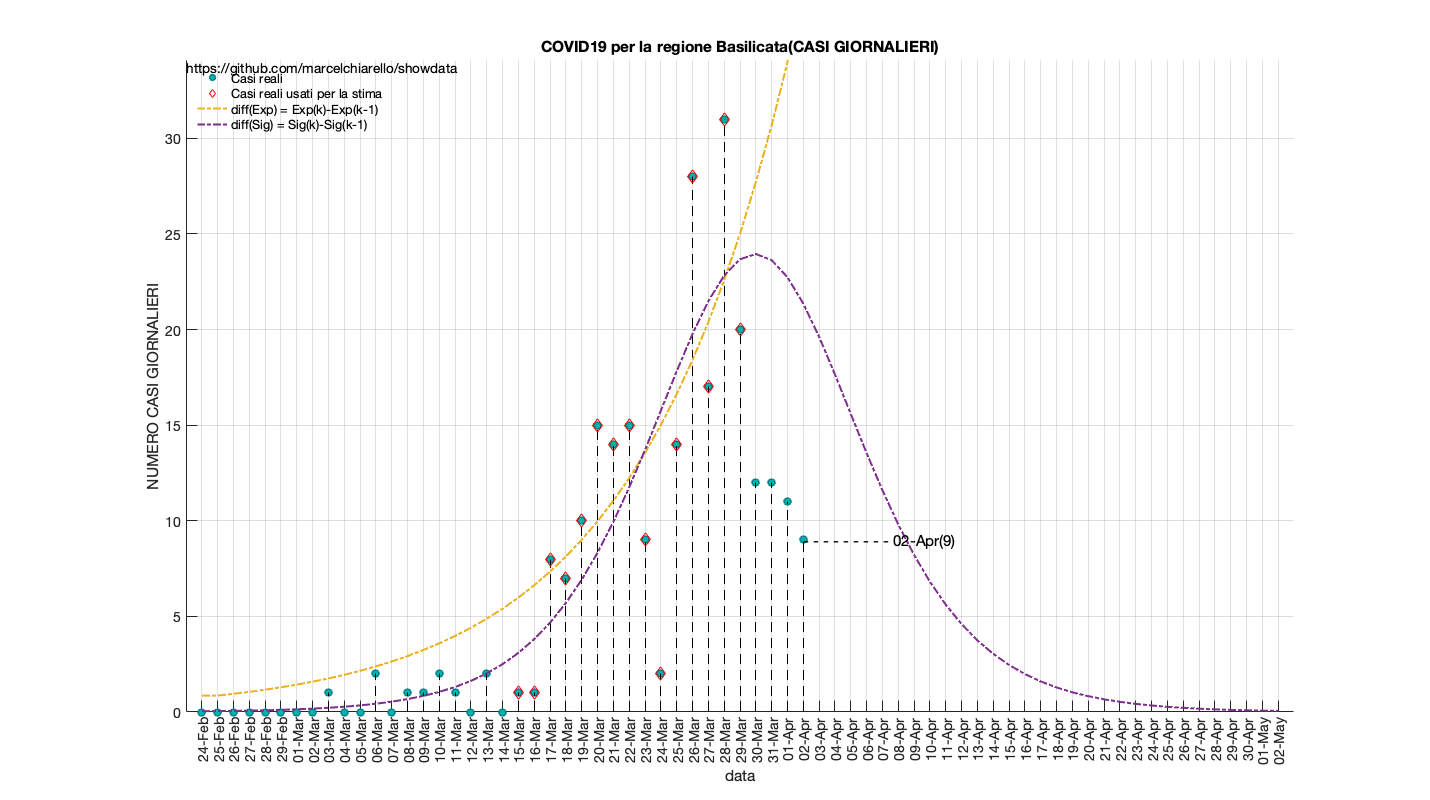 COVID19 per la regione Basilicata(CASI GIORNALIERI)
https://github.com/marcelchiarello/showdata
Casi reali
Casi reali usati per la stima
diff(Exp) = Exp(k)-Exp(k-1)
diff(Sig) = Sig(k)-Sig(k-1)
NUMERO CASI GIORNALIERI
30
25
20
15
10
5
0
02-Apr(9)
24-Feb
25-Feb
26-Feb
27-Feb
28-Feb
29-Feb
01-Mar
02-Mar
03-Mar
04-Mar
05-Mar
06-Mar
07-Mar
08-Mar
09-Mar
10-Mar
11-Mar
12-Mar
13-Mar
14-Mar
15-Mar
16-Mar
17-Mar
18-Mar
19-Mar
20-Mar
21-Mar
22-Mar
23-Mar
24-Mar
25-Mar
26-Mar
27-Mar
28-Mar
29-Mar
30-Mar
31-Mar
01-Apr
02-Apr
03-Apr
04-Apr
05-Apr
06-Apr
07-Apr
08-Apr
09-Apr
10-Apr
11-Apr
12-Apr
13-Apr
14-Apr
15-Apr
16-Apr
17-Apr
18-Apr
19-Apr
20-Apr
21-Apr
22-Apr
23-Apr
24-Apr
25-Apr
26-Apr
27-Apr
28-Apr
29-Apr
30-Apr
01-May
02-May
data